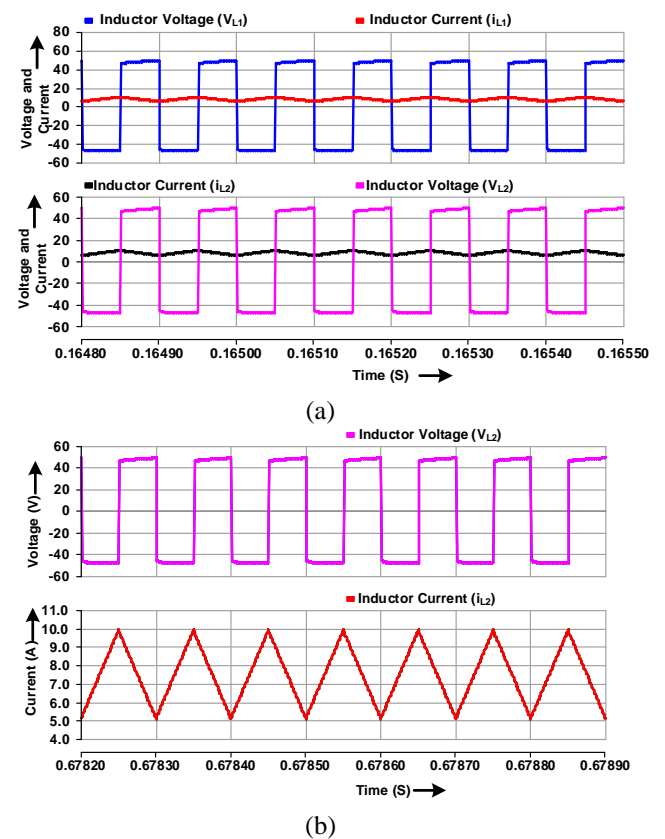 Inductor Voltage (VL1) Inductor Current (iL1)
80
60
40
20
0
-20
-40
-60
Voltage and
Current
Inductor Current (iL2) Inductor Voltage (VL2)
80
60
40
20
0
-20
-40
-60
Voltage and
Current
0.16480 0.16490 0.16500 0.16510 0.16520 0.16530 0.16540 0.16550
Time (S)
(a)
Inductor Voltage (VL2)
60
40
20
0
-20
-40
-60
Voltage (V)
Inductor Current (iL2)
11.0
10.0
9.0
8.0
7.0
6.0
5.0
4.0
Current (A)
0.67820 0.67830 0.67840 0.67850 0.67860 0.67870 0.67880 0.67890
Time (S)
(b)